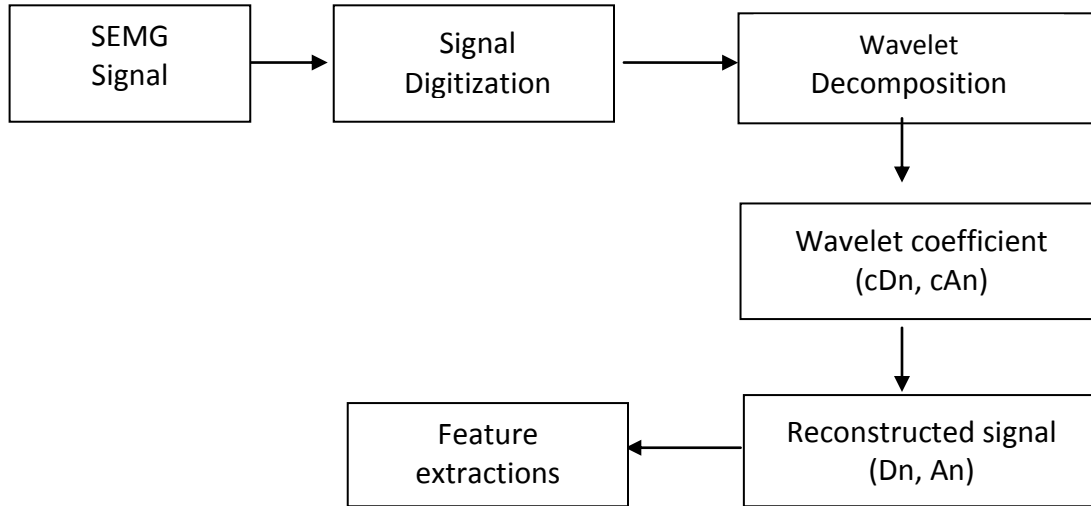 SEMG
Signal
Signal
Digitization
Wavelet
Decomposition
Wavelet coefficient
(cDn, cAn)
Reconstructed signal
(Dn, An)
Feature
extractions